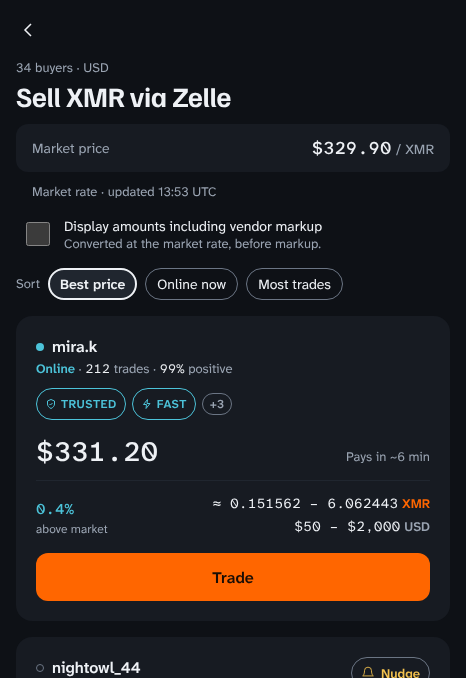 34 buyers · USD
Sell XMR via Zelle
Market price
$329.90 / XMR
Market rate · updated 13:53 UTC
Display amounts including vendor markup
Converted at the market rate, before markup.
Sort
Best price
Online now
Most trades
mira.k
Online · 212 trades · 99% positive
TRUSTED
FAST
+3
$331.20
Pays in ~6 min
0.4%
above market
≈ 0.151562 – 6.062443 XMR
$50 – $2,000 USD
Trade
nightowl_44
Nudge